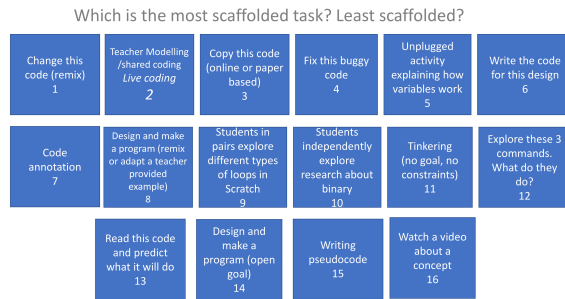 Which is the most scaffolded task? Least scaffolded?
Change this
code (remix)
1
Teacher Modelling
/shared coding
Live coding
2
Copy this code
(online or paper
based)
3
Fix this buggy
code
4
Unplugged
activity
explaining how
variables work
5
Write the code
for this design
6
Code
annotation
7
Design and make
a program (remix
or adapt a teacher
provided
example)
8
Students in
pairs explore
different types
of loops in
Scratch
9
Students
independently
explore
research about
binary
10
Tinkering
(no goal, no
constraints)
11
Explore these 3
commands.
What do they
do?
12
Read this code
and predict
what it will do
13
Design and
make a
program (open
goal)
14
Writing
pseudocode
15
Watch a video
about a
concept
16